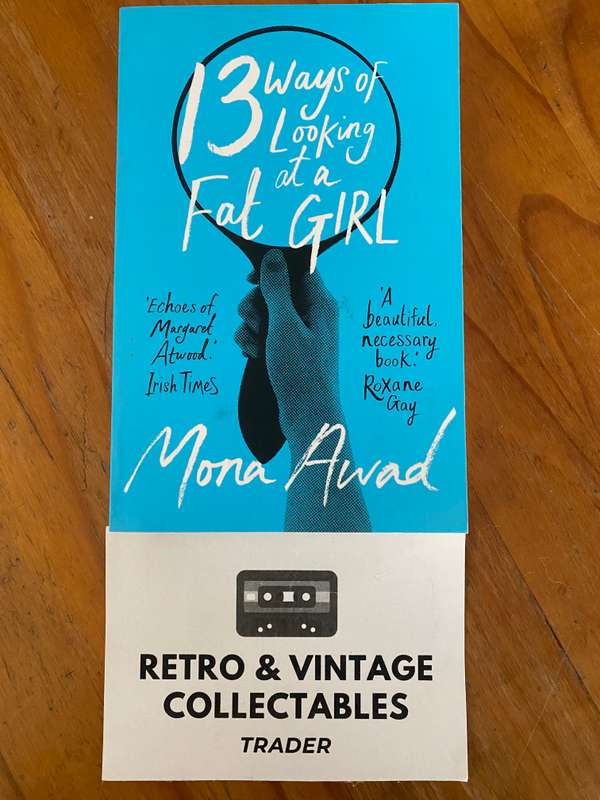 13 Ways of
Looking
at a
Fat GIRL
'Echoes of
Margaret
Atwood.'
Irish Times
'A
beautiful,
necessary
book.'
Roxane
Gay
Mona Awad
RETRO & VINTAGE
COLLECTABLES
TRADER